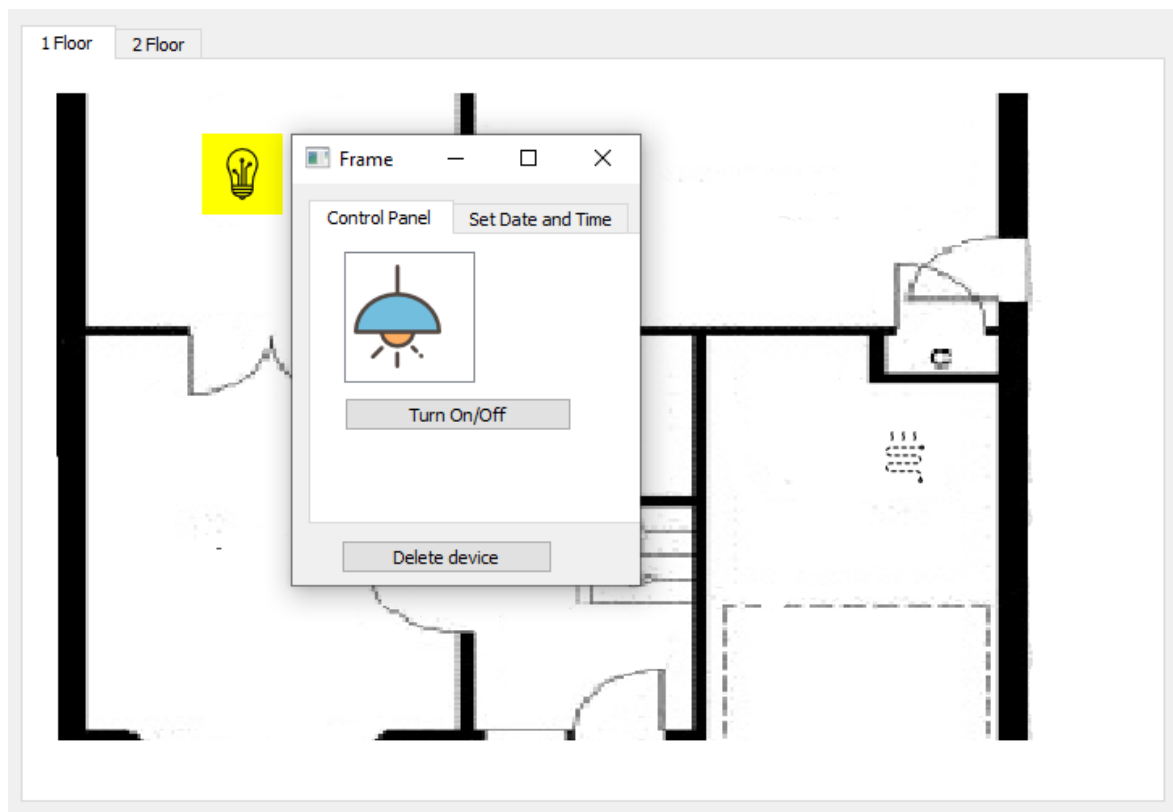 1 Floor
2 Floor
Frame
Control Panel
Set Date and Time
Turn On/Off
Delete device